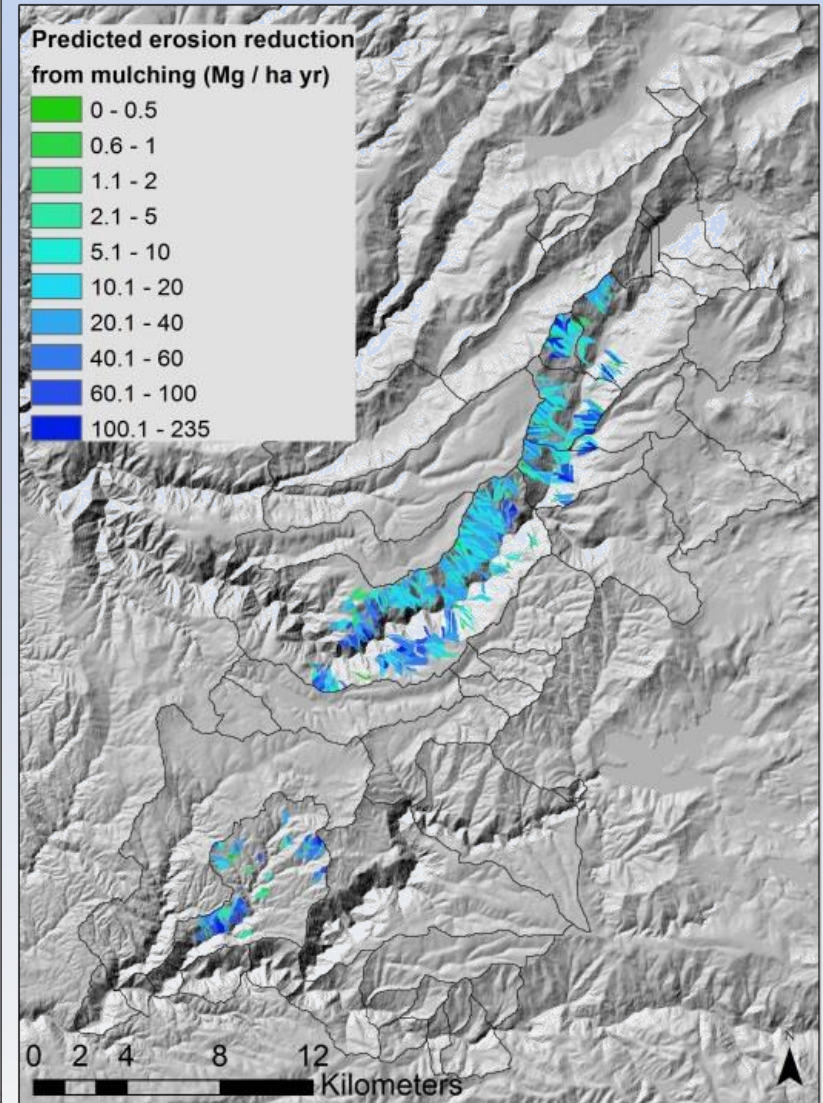 Predicted erosion reduction
from mulching (Mg / ha yr)
0 - 0.5
0.6 - 1
1.1 - 2
2.1 - 5
5.1 - 10
10.1 - 20
20.1 - 40
40.1 - 60
60.1 - 100
100.1 - 235
N
0 2 4 8 12
Kilometers